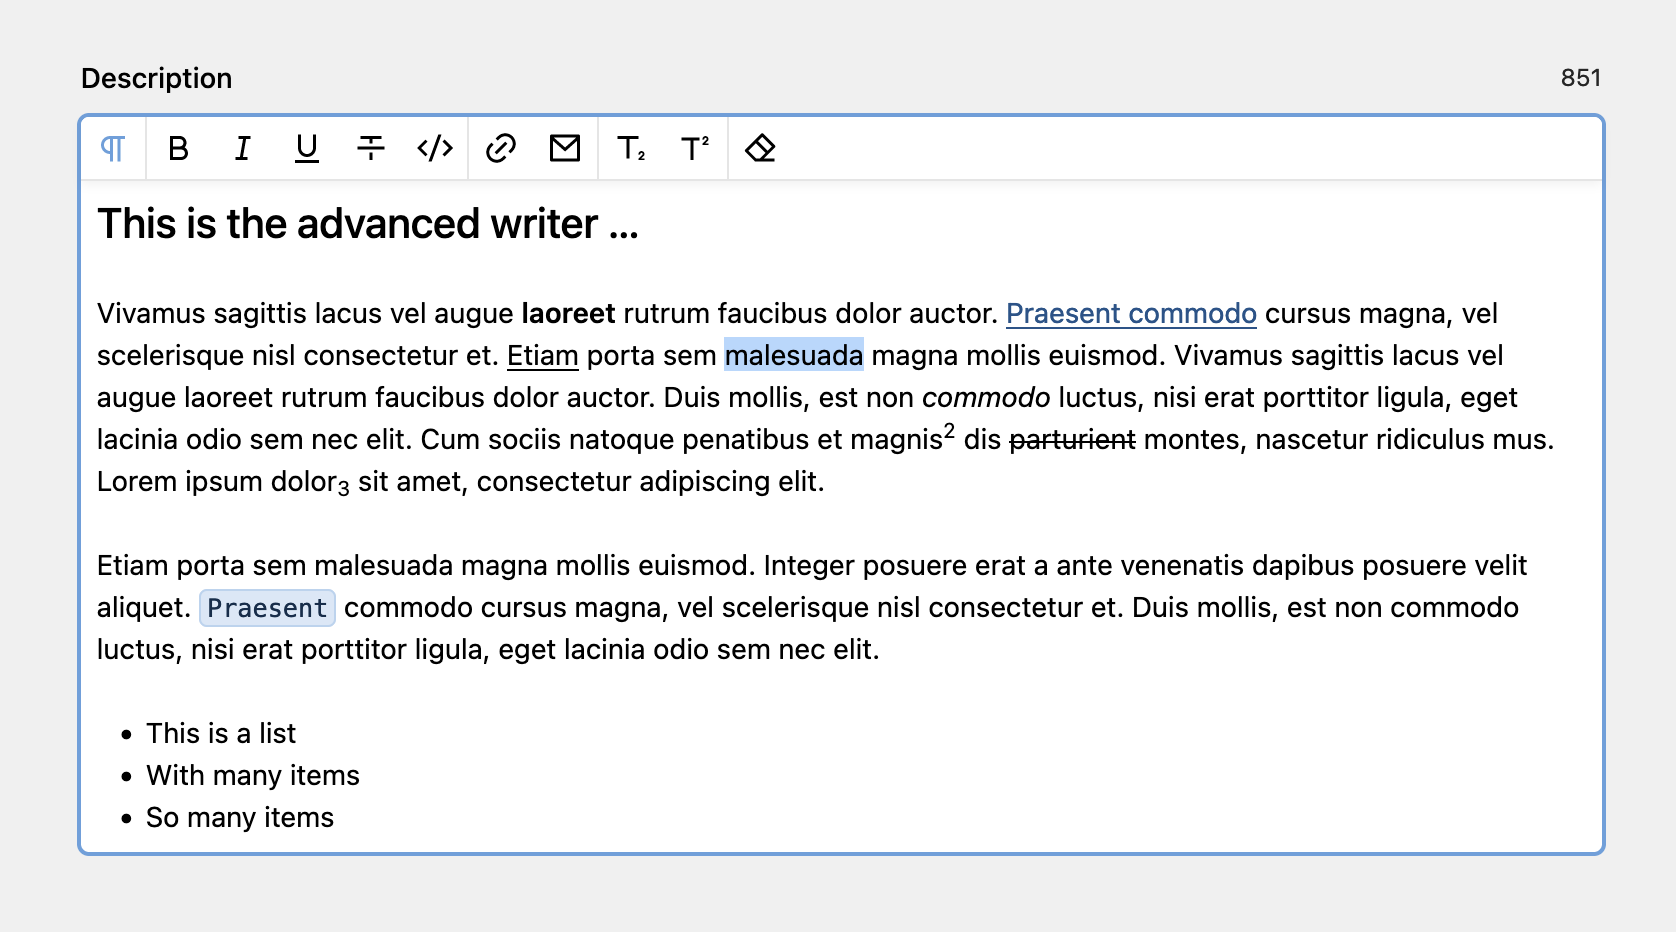 Description
851
B I U T </> T₂ T²
This is the advanced writer ...
Vivamus sagittis lacus vel augue laoreet rutrum faucibus dolor auctor. Praesent commodo cursus magna, vel
scelerisque nisl consectetur et. Etiam porta sem malesuada magna mollis euismod. Vivamus sagittis lacus vel
augue laoreet rutrum faucibus dolor auctor. Duis mollis, est non commodo luctus, nisi erat porttitor ligula, eget
lacinia odio sem nec elit. Cum sociis natoque penatibus et magnis² dis parturient montes, nascetur ridiculus mus.
Lorem ipsum dolor₃ sit amet, consectetur adipiscing elit.
Etiam porta sem malesuada magna mollis euismod. Integer posuere erat a ante venenatis dapibus posuere velit
aliquet. Praesent commodo cursus magna, vel scelerisque nisl consectetur et. Duis mollis, est non commodo
luctus, nisi erat porttitor ligula, eget lacinia odio sem nec elit.
• This is a list
• With many items
• So many items